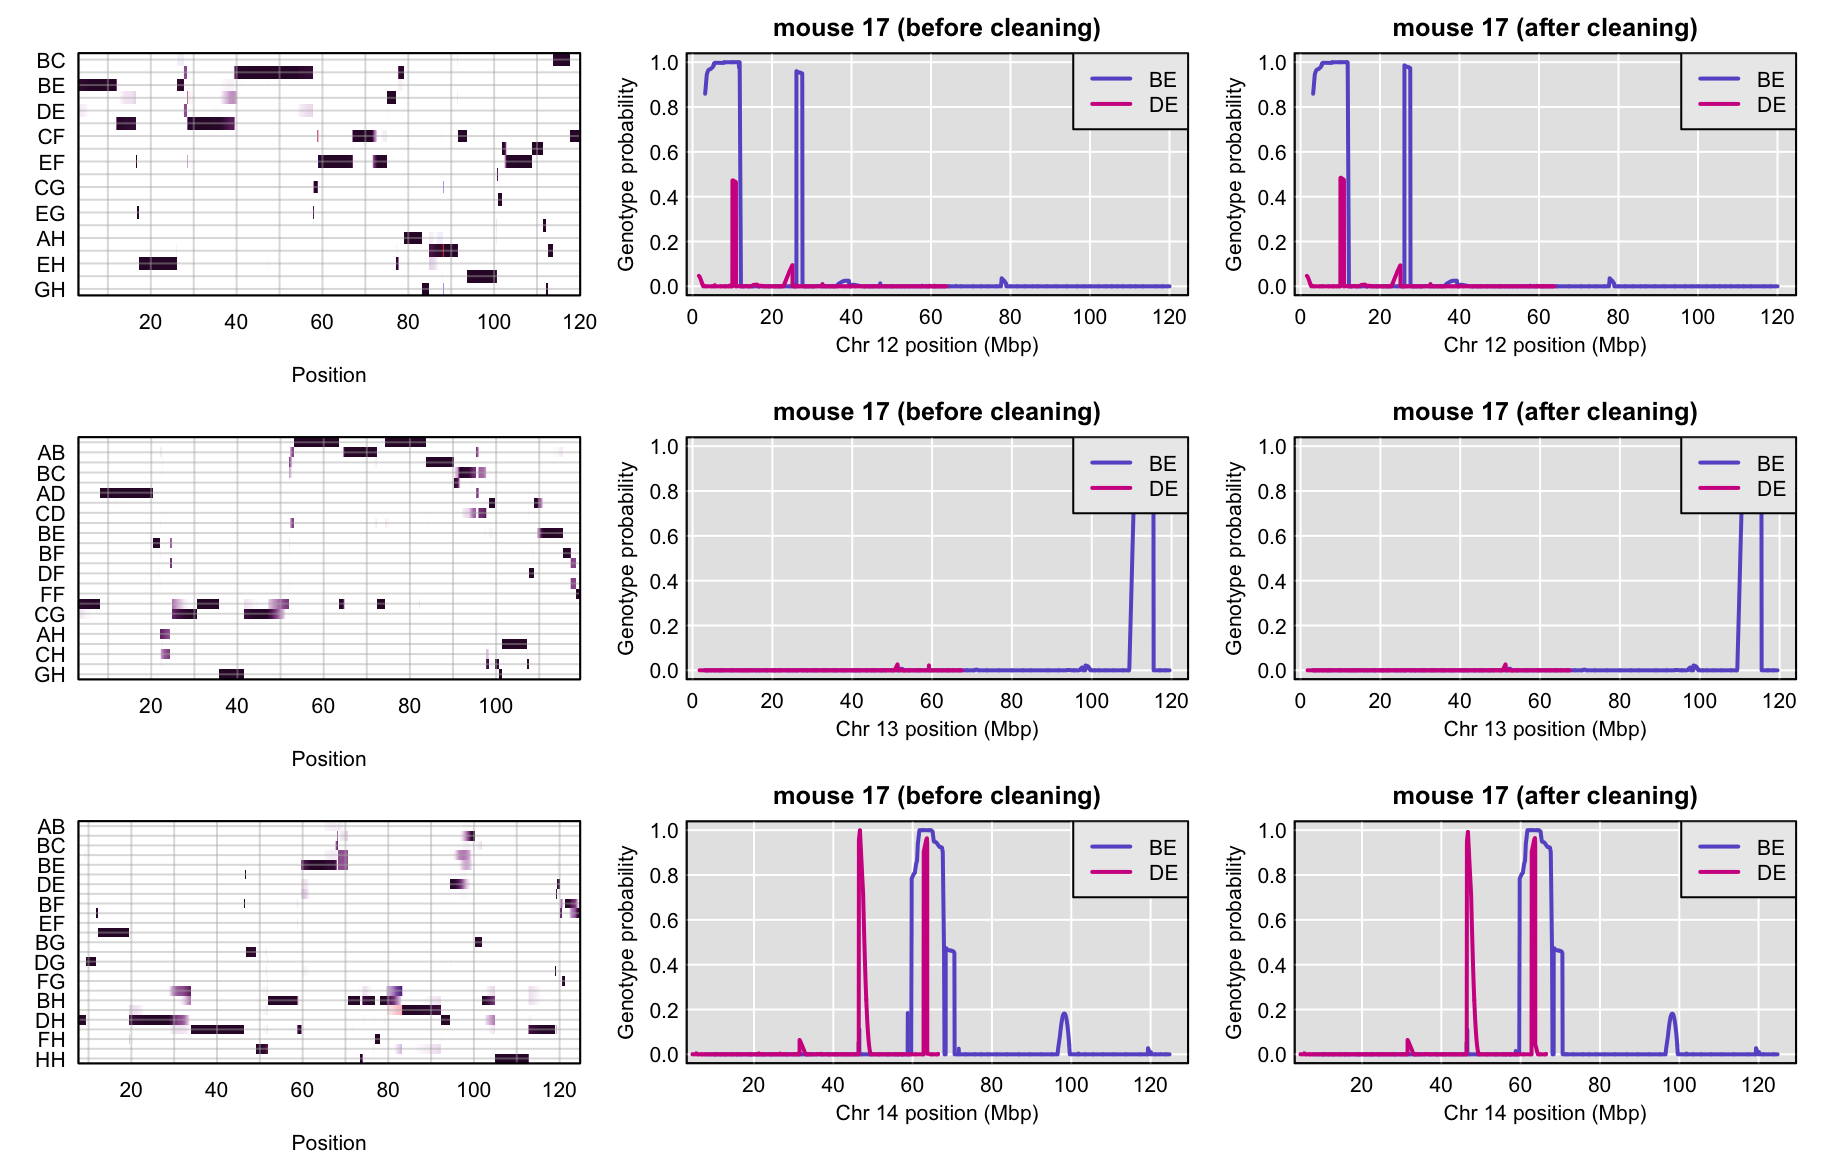 mouse 17 (before cleaning)
mouse 17 (after cleaning)
BC
BE
DE
CF
EF
CG
EG
AH
EH
GH
20 40 60 80 100 120
Position
Genotype probability
1.0
0.8
0.6
0.4
0.2
0.0
BE
DE
0 20 40 60 80 100 120
Chr 12 position (Mbp)
Genotype probability
1.0
0.8
0.6
0.4
0.2
0.0
BE
DE
0 20 40 60 80 100 120
Chr 12 position (Mbp)
mouse 17 (before cleaning)
mouse 17 (after cleaning)
AB
BC
AD
CD
BE
BF
DF
FF
CG
AH
CH
GH
20 40 60 80 100
Position
Genotype probability
1.0
0.8
0.6
0.4
0.2
0.0
BE
DE
0 20 40 60 80 100 120
Chr 13 position (Mbp)
Genotype probability
1.0
0.8
0.6
0.4
0.2
0.0
BE
DE
0 20 40 60 80 100 120
Chr 13 position (Mbp)
mouse 17 (before cleaning)
mouse 17 (after cleaning)
AB
BC
BE
DE
BF
EF
BG
DG
FG
BH
DH
FH
HH
20 40 60 80 100 120
Position
Genotype probability
1.0
0.8
0.6
0.4
0.2
0.0
BE
DE
20 40 60 80 100 120
Chr 14 position (Mbp)
Genotype probability
1.0
0.8
0.6
0.4
0.2
0.0
BE
DE
20 40 60 80 100 120
Chr 14 position (Mbp)